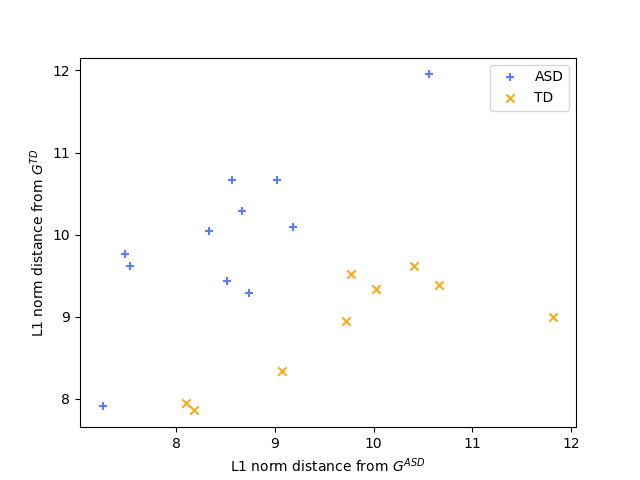 12
11
10
9
8
L1 norm distance from G^{TD}
ASD
TD
8
9
10
11
12
L1 norm distance from G^{ASD}